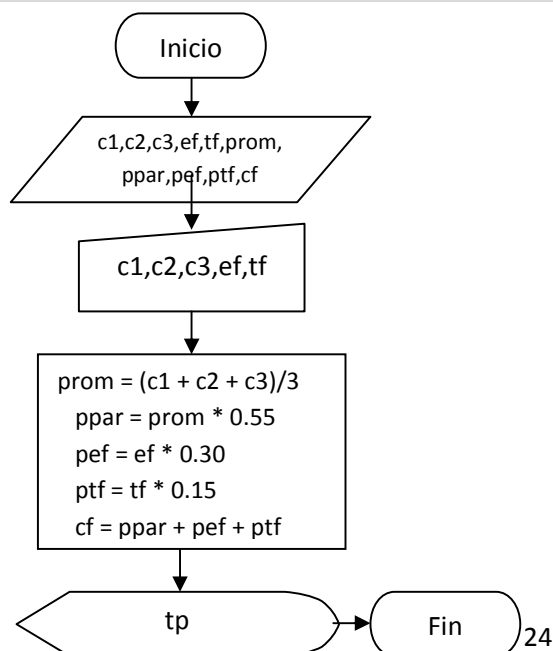 Inicio
c1,c2,c3,ef,tf,prom,
ppar,pef,ptf,cf
c1,c2,c3,ef,tf
prom = (c1 + c2 + c3)/3
ppar = prom * 0.55
pef = ef * 0.30
ptf = tf * 0.15
cf = ppar + pef + ptf
tp
Fin
24